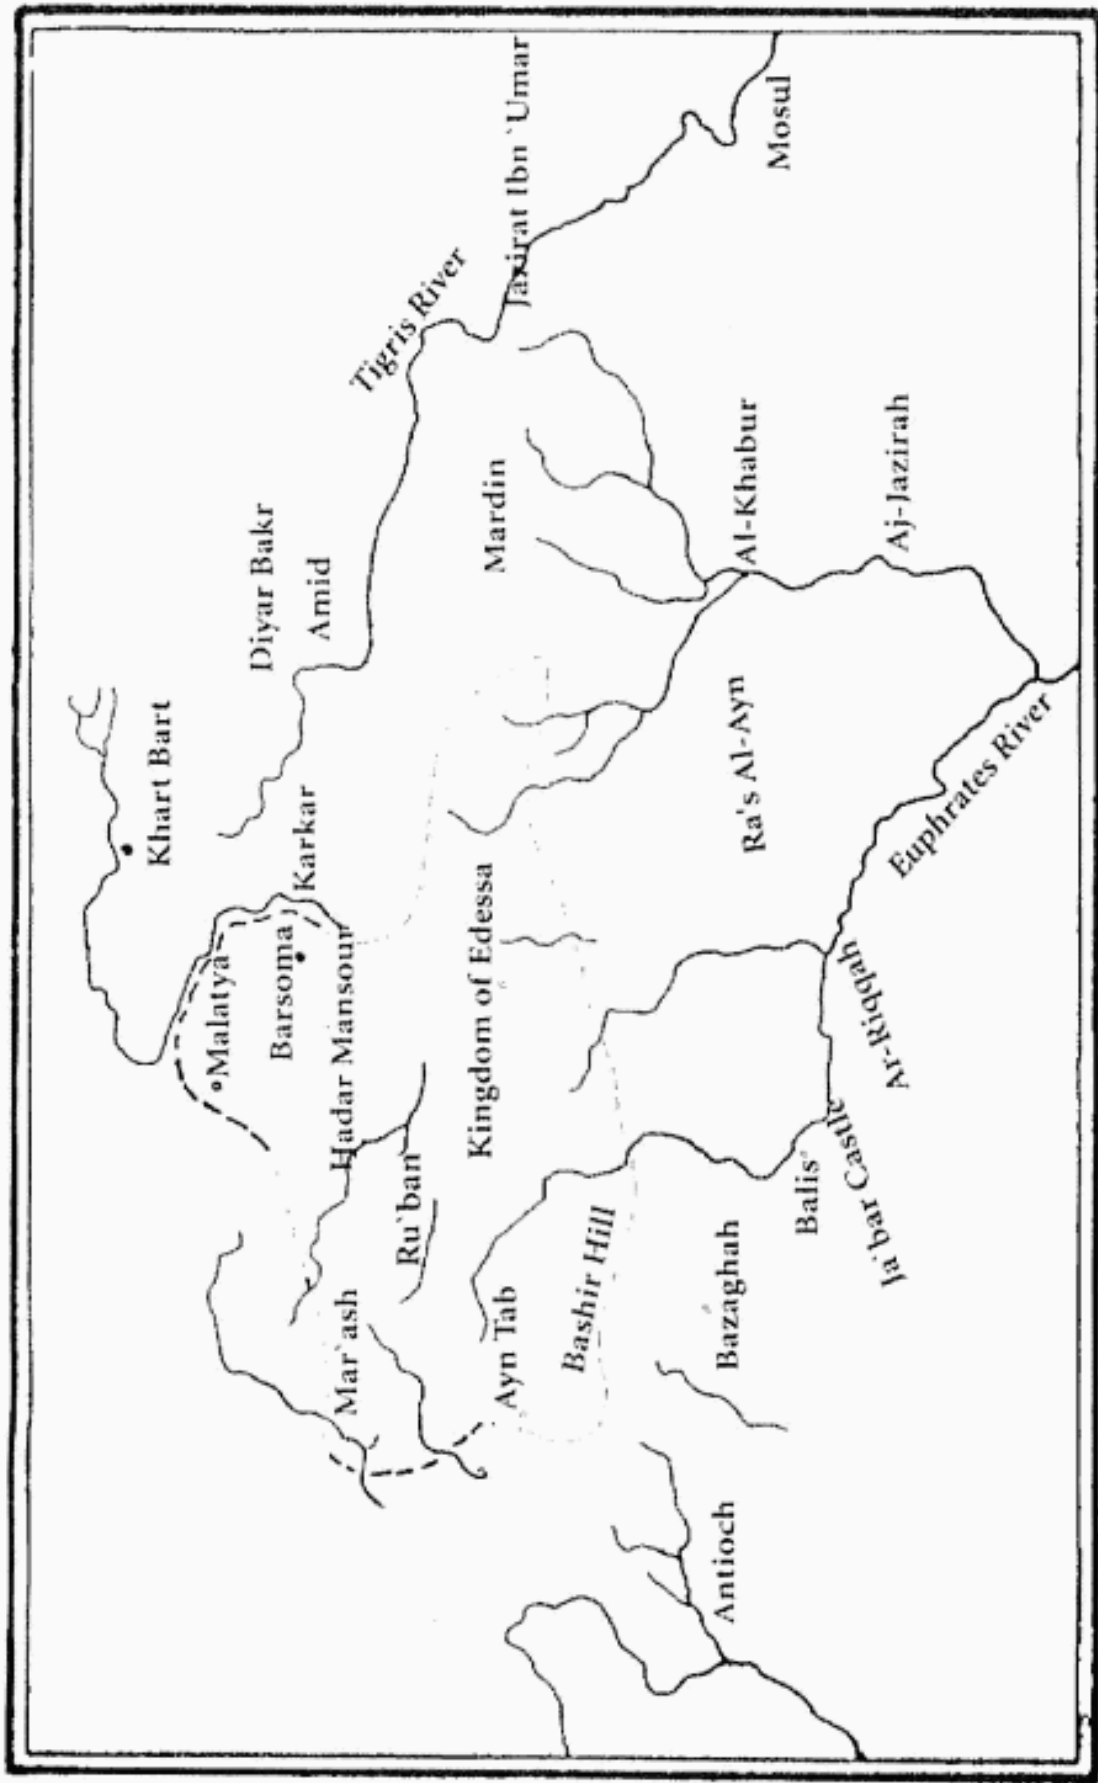 Khart Bart
Malatya
Diyar Bakr
Barsoma
Karkar
Amid
Mar`ash
Hadar Mansour
Tigris River
Ru`ban
Kingdom of Edessa
Mardin
Jazirat Ibn `Umar
Ayn Tab
Bashir Hill
Antioch
Bazaghah
Ra's Al-Ayn
Al-Khabur
Mosul
Balis
Ja`bar Castle
Ar-Riqqah
Euphrates River
Aj-Jazirah